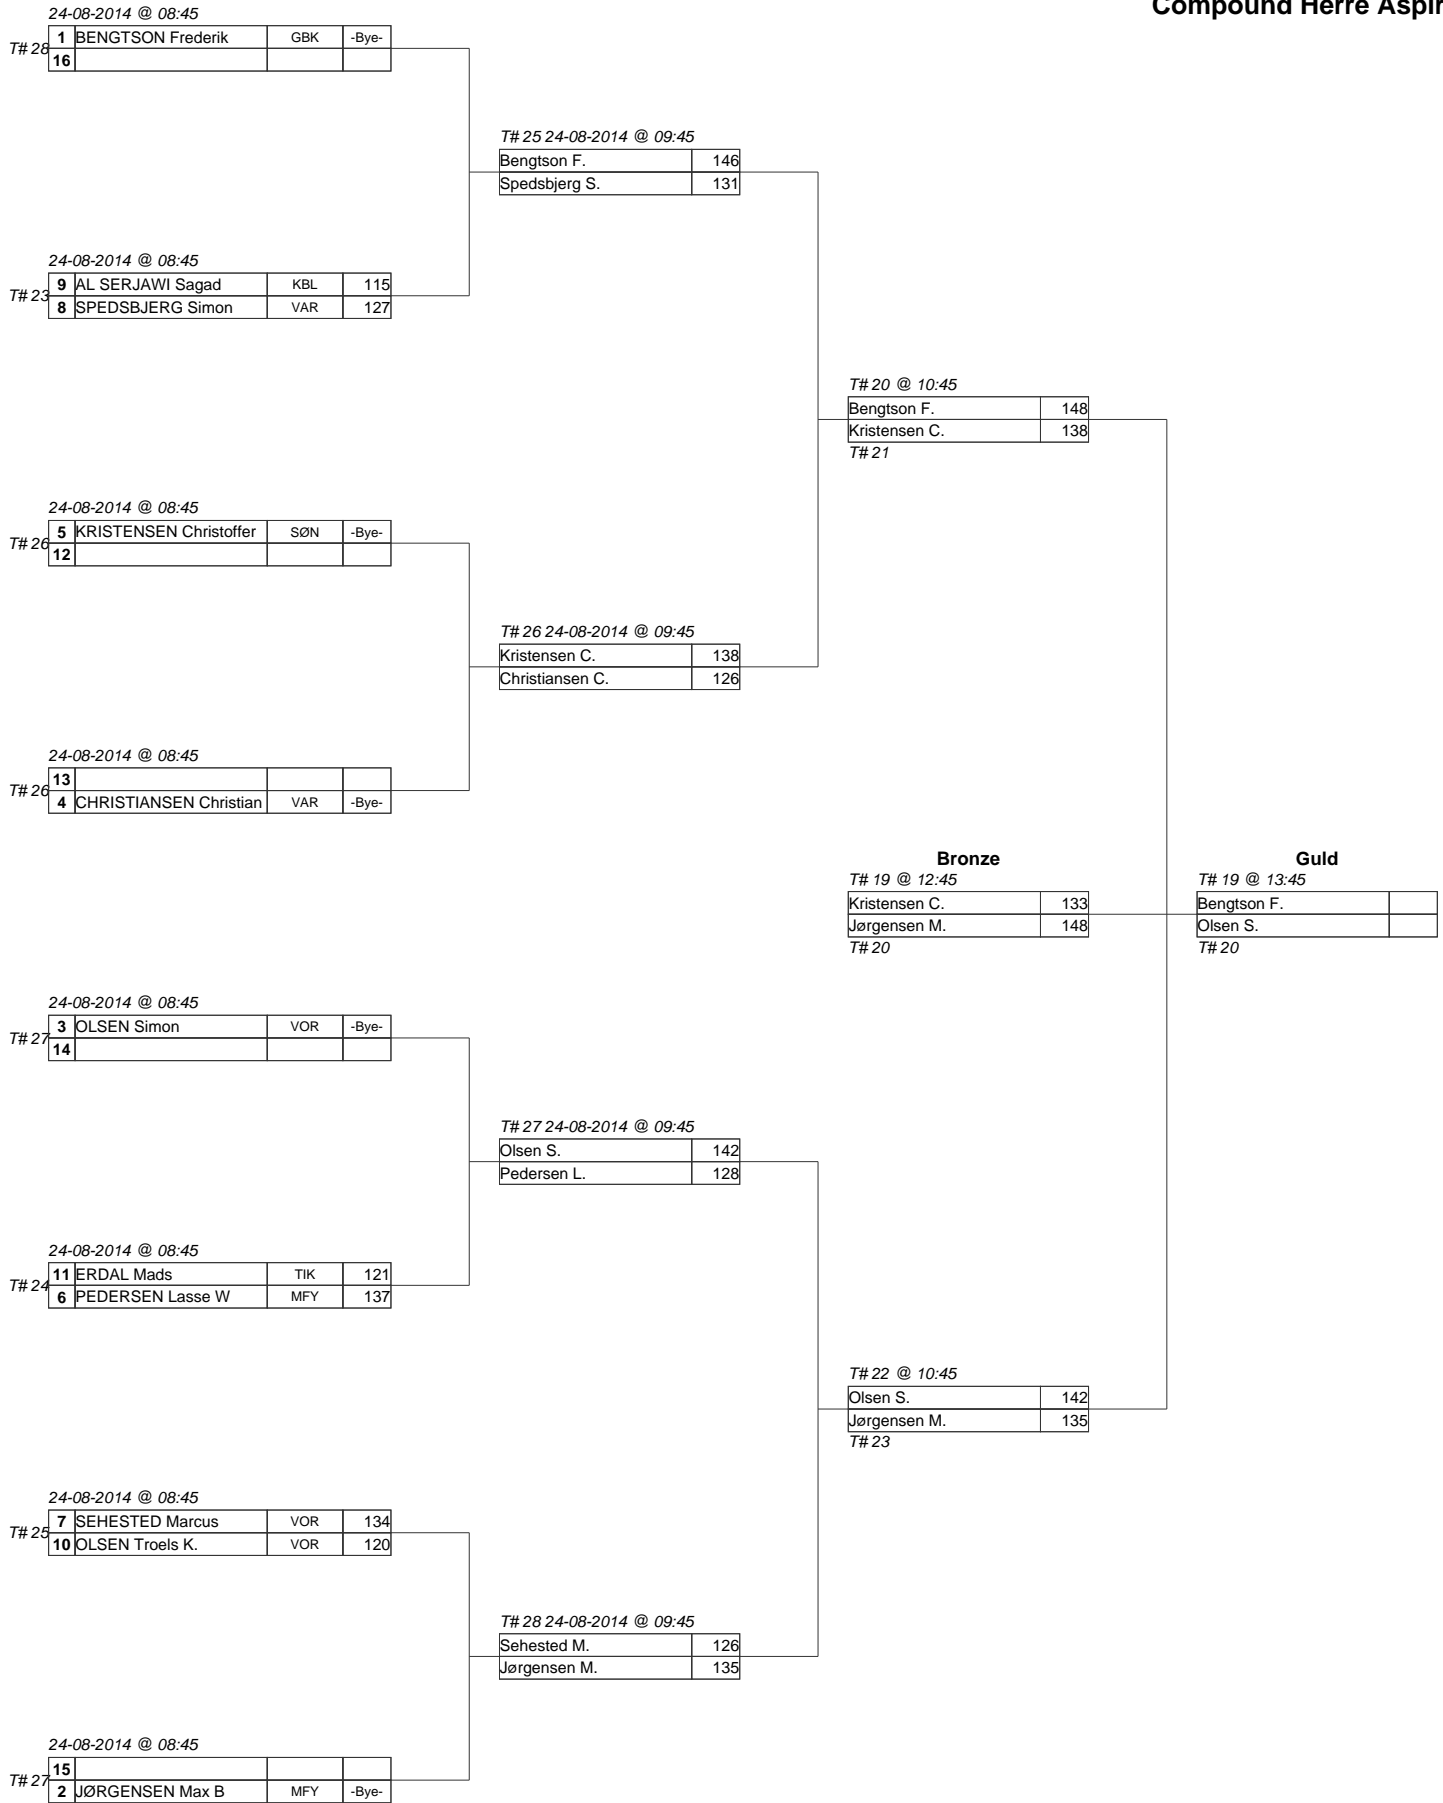 Compound Herre Aspir
24-08-2014 @ 08:45
T# 28
1 BENGTSON Frederik GBK -Bye-
16
T# 25 24-08-2014 @ 09:45
Bengtson F. 146
Spedsbjerg S. 131
24-08-2014 @ 08:45
T# 23
9 AL SERJAWI Sagad KBL 115
8 SPEDSBJERG Simon VAR 127
T# 20 @ 10:45
Bengtson F. 148
Kristensen C. 138
T# 21
24-08-2014 @ 08:45
T# 26
5 KRISTENSEN Christoffer SØN -Bye-
12
T# 26 24-08-2014 @ 09:45
Kristensen C. 138
Christiansen C. 126
24-08-2014 @ 08:45
T# 26
13
4 CHRISTIANSEN Christian VAR -Bye-
Bronze
T# 19 @ 12:45
Kristensen C. 133
Jørgensen M. 148
T# 20
Guld
T# 19 @ 13:45
Bengtson F.
Olsen S.
T# 20
24-08-2014 @ 08:45
T# 27
3 OLSEN Simon VOR -Bye-
14
T# 27 24-08-2014 @ 09:45
Olsen S. 142
Pedersen L. 128
24-08-2014 @ 08:45
T# 24
11 ERDAL Mads TIK 121
6 PEDERSEN Lasse W MFY 137
T# 22 @ 10:45
Olsen S. 142
Jørgensen M. 135
T# 23
24-08-2014 @ 08:45
T# 25
7 SEHESTED Marcus VOR 134
10 OLSEN Troels K. VOR 120
T# 28 24-08-2014 @ 09:45
Sehested M. 126
Jørgensen M. 135
24-08-2014 @ 08:45
T# 27
15
2 JØRGENSEN Max B MFY -Bye-